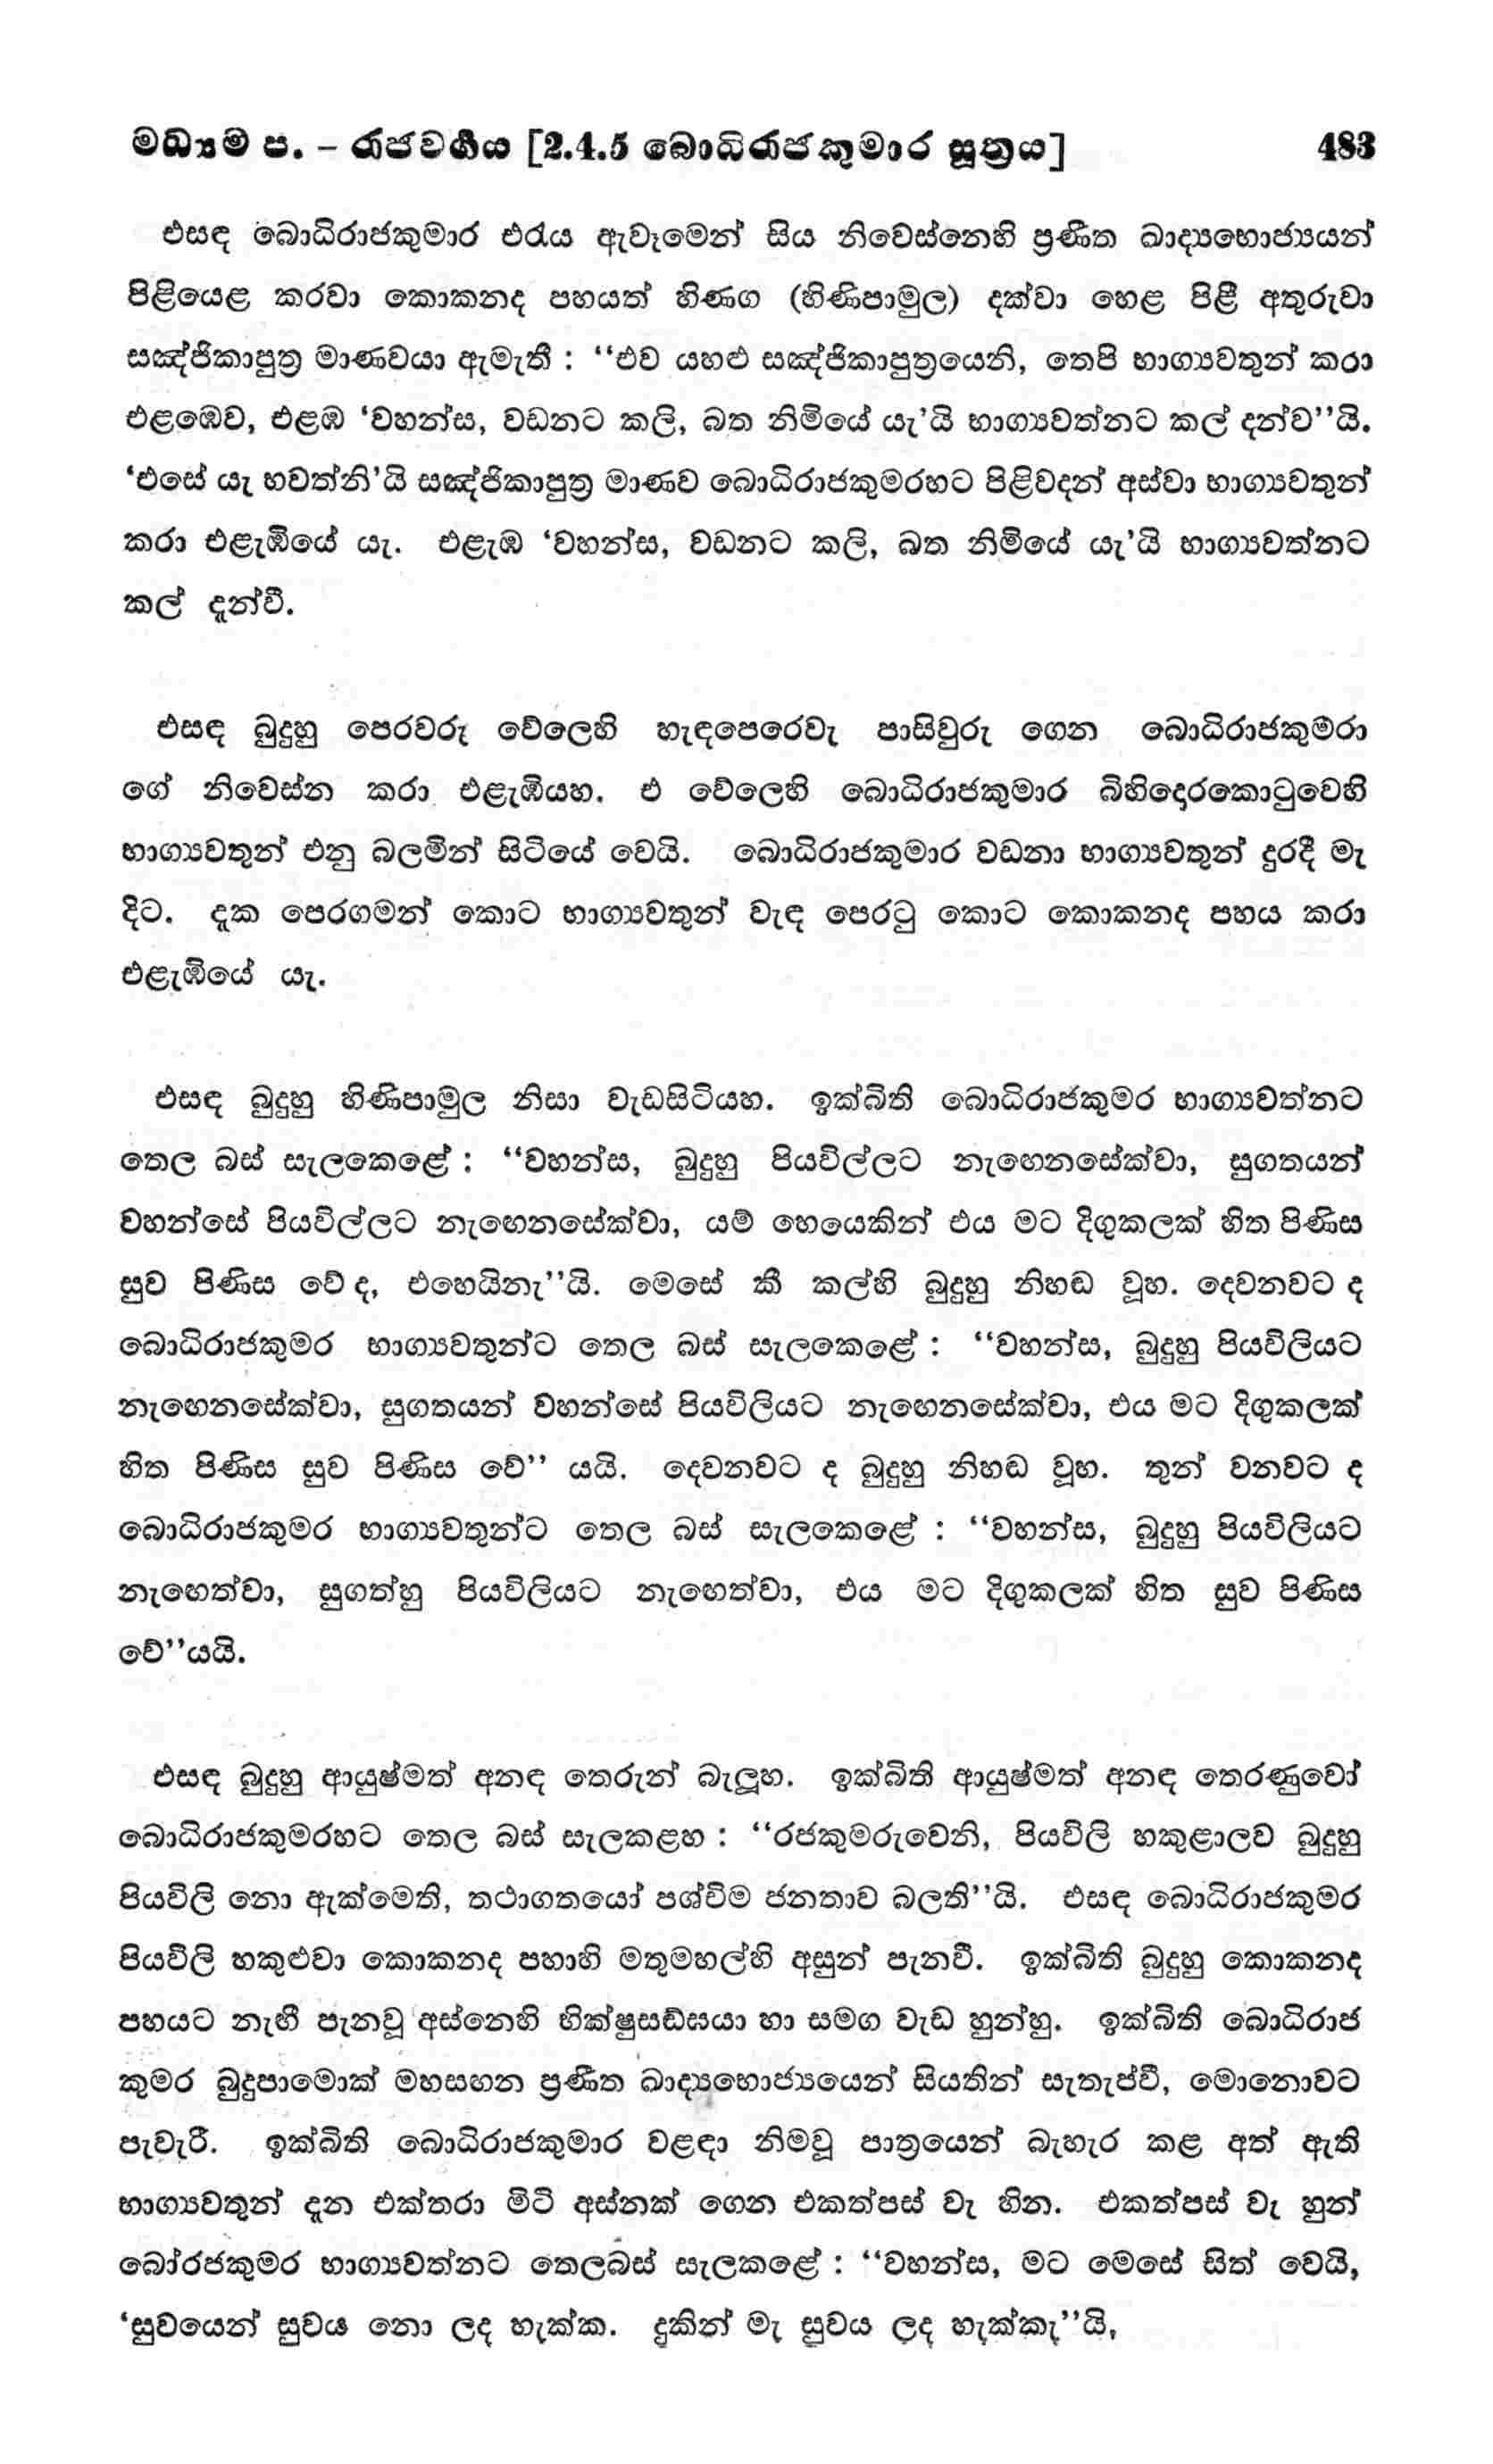 මධ්‍යම ප. – රාජවර්‍ගය [2.4.5 බොධිරාජකුමාර සූත්‍රය] 483
එසඳ බොධිරාජකුමාර එරැය ඇවෑමෙන් සිය නිවෙස්නෙහි ප්‍රණීත ඛාද්‍යභොජ්‍යයන්
පිළියෙළ කරවා කොකනද පහයත් හිණග (හිණිපාමුල) දක්වා හෙළ පිළී අතුරුවා
සඤ්ජිකාපුත්‍ර මාණවයා ඇමැතී : ‘‘එව යහළු සඤ්ජිකාපුත්‍රයෙනි, තෙපි භාග්‍යවතුන් කරා
එළඹෙව, එළඹ ‘වහන්ස, වඩනට කලි, බත නිමියේ යැ’යි භාග්‍යවත්නට කල් දන්ව’’යි.
‘එසේ යැ භවත්නි’යි සඤ්ජිකාපුත්‍ර මාණව බොධිරාජකුමරහට පිළිවදන් අස්වා භාග්‍යවතුන්
කරා එළැඹියේ යැ. එළැඹ ‘වහන්ස, වඩනට කලි, බත නිමියේ යැ’යි භාග්‍යවත්නට
කල් දැන්වී.
එසඳ බුදුහු පෙරවරු වේලෙහි හැඳපෙරෙවැ පාසිවුරු ගෙන බොධිරාජකුමරා
ගේ නිවෙස්න කරා එළැඹියහ. එ වේලෙහි බොධිරාජකුමාර බිහිදොරකොටුවෙහි
භාග්‍යවතුන් එනු බලමින් සිටියේ වෙයි. බොධිරාජකුමාර වඩනා භාග්‍යවතුන් දුරදී මැ
දිට. දැක පෙරගමන් කොට භාග්‍යවතුන් වැඳ පෙරටු කොට කොකනද පහය කරා
එළැඹියේ යැ.
එසඳ බුදුහු හිණිපාමුල නිසා වැඩසිටියහ. ඉක්බිති බොධිරාජකුමර භාග්‍යවත්නට
තෙල බස් සැලකෙළේ : ‘‘වහන්ස, බුදුහු පියවිල්ලට නැඟෙනසේක්වා, සුගතයන්
වහන්සේ පියවිල්ලට නැඟෙනසේක්වා, යම් හෙයෙකින් එය මට දිගුකලක් හිත පිණිස
සුව පිණිස වේ ද, එහෙයිනැ’’යි. මෙසේ කී කල්හි බුදුහු නිහඬ වූහ. දෙවනවට ද
බොධිරාජකුමර භාග්‍යවතුන්ට තෙල බස් සැලකෙළේ : ‘‘වහන්ස, බුදුහු පියවිලියට
නැඟෙනසේක්වා, සුගතයන් වහන්සේ පියවිලියට නැඟෙනසේක්වා, එය මට දිගුකලක්
හිත පිණිස සුව පිණිස වේ’’ යයි. දෙවනවට ද බුදුහු නිහඬ වූහ. තුන් වනවට ද
බොධිරාජකුමර භාග්‍යවතුන්ට තෙල බස් සැලකෙළේ : ‘‘වහන්ස, බුදුහු පියවිලියට
නැඟෙත්වා, සුගත්හු පියවිලියට නැඟෙත්වා, එය මට දිගුකලක් හිත සුව පිණිස
වේ’’යයි.
එසඳ බුදුහු ආයුෂ්මත් අනඳ තෙරුන් බැලූහ. ඉක්බිති ආයුෂ්මත් අනඳ තෙරණුවෝ
බොධිරාජකුමරහට තෙල බස් සැලකළහ : ‘‘රජකුමරුවෙනි, පියවිලි හකුළාලව බුදුහු
පියවිලි නො ඇක්මෙති, තථාගතයෝ පශ්චිම ජනතාව බලති’’යි. එසඳ බොධිරාජකුමර
පියවිලි හකුළුවා කොකනද පහාහි මතුමහල්හි අසුන් පැනවී. ඉක්බිති බුදුහු කොකනද
පහයට නැඟී පැනවූ අස්නෙහි භික්ෂුසඞ්ඝයා හා සමග වැඩ හුන්හු. ඉක්බිති බොධිරාජ
කුමර බුදුපාමොක් මහසඟන ප්‍රණීත ඛාද්‍යභොජ්‍යයෙන් සියතින් සැතැප්වී, මොනොවට
පැවැරී. ඉක්බිති බොධිරාජකුමාර වළඳා නිමවූ පාත්‍රයෙන් බැහැර කළ අත් ඇති
භාග්‍යවතුන් දැන එක්තරා මිටි අස්නක් ගෙන එකත්පස් වැ හින. එකත්පස් වැ හුන්
බෝරජකුමර භාග්‍යවත්නට තෙලබස් සැලකළේ : ‘‘වහන්ස, මට මෙසේ සිත් වෙයි,
‘සුවයෙන් සුවය නො ලද හැක්ක. දුකින් මැ සුවය ලද හැක්කැ’’යි,